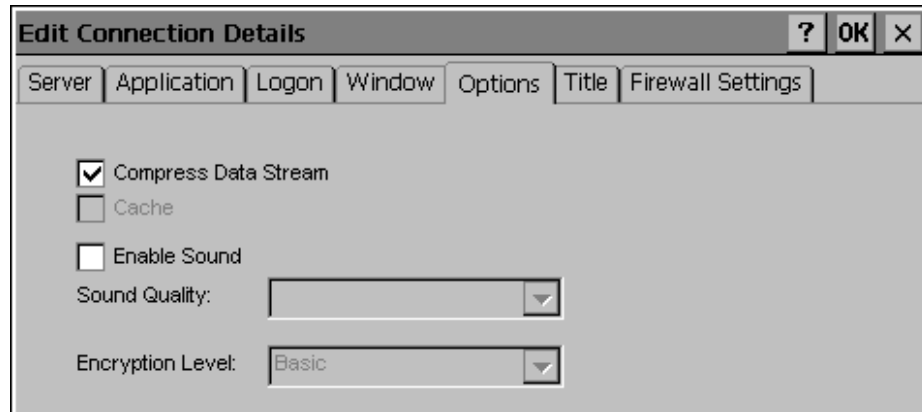 Edit Connection Details ? OK ×
Server Application Logon Window Options Title Firewall Settings
Compress Data Stream
Cache
Enable Sound
Sound Quality:
Encryption Level: Basic